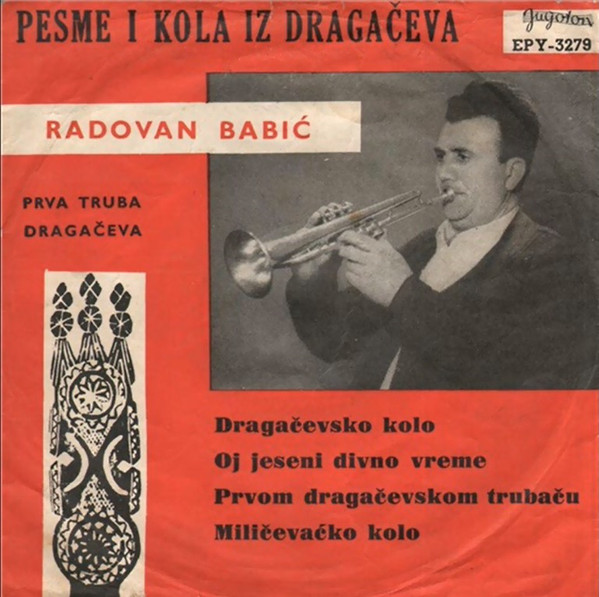 PESME I KOLA IZ DRAGAČEVA
Jugoton
EPY-3279
RADOVAN BABIĆ
PRVA TRUBA
DRAGAČEVA
Dragačevsko kolo
Oj jeseni divno vreme
Prvom dragačevskom trubaču
Miličevaćko kolo